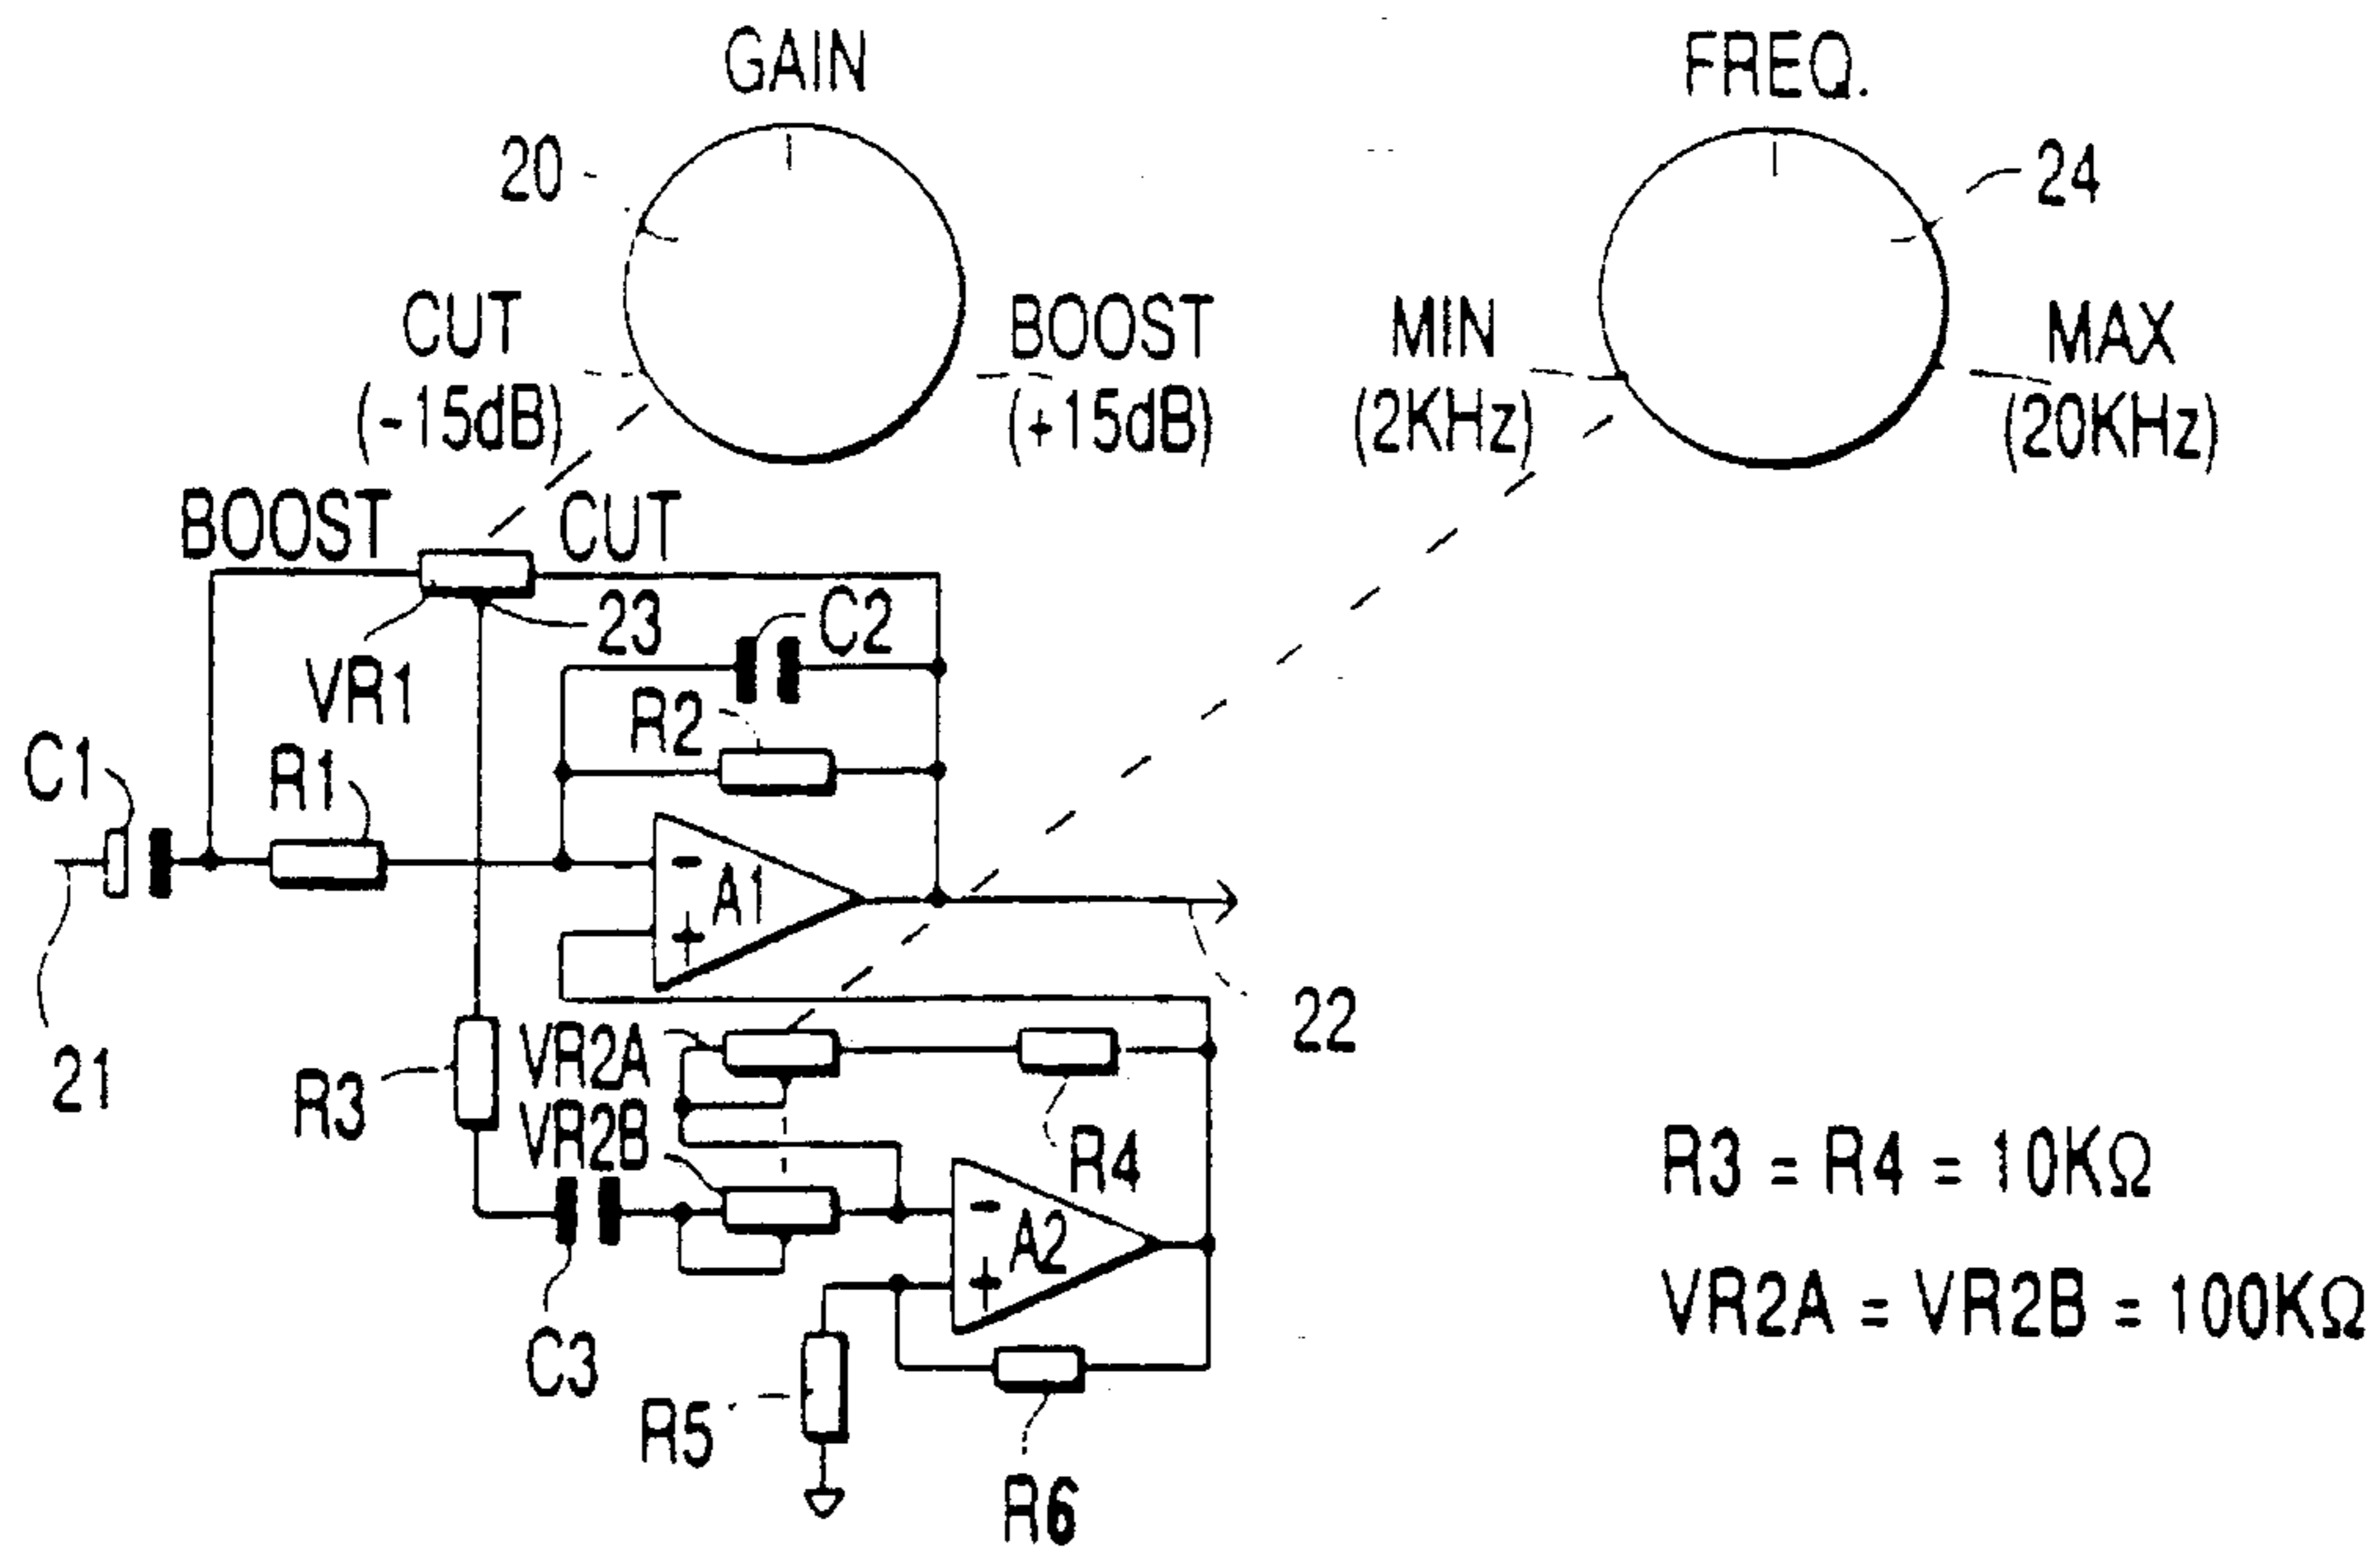 GAIN
FREQ.
20
24
CUT
(-15dB)
BOOST
(+15dB)
MIN
(2KHz)
MAX
(20KHz)
BOOST
CUT
23
C2
VR1
R2
C1
R1
-
A1
+
22
21
R3
VR2A
VR2B
R4
-
A2
+
C3
R5
R6
R3 = R4 = 10KΩ
VR2A = VR2B = 100KΩ